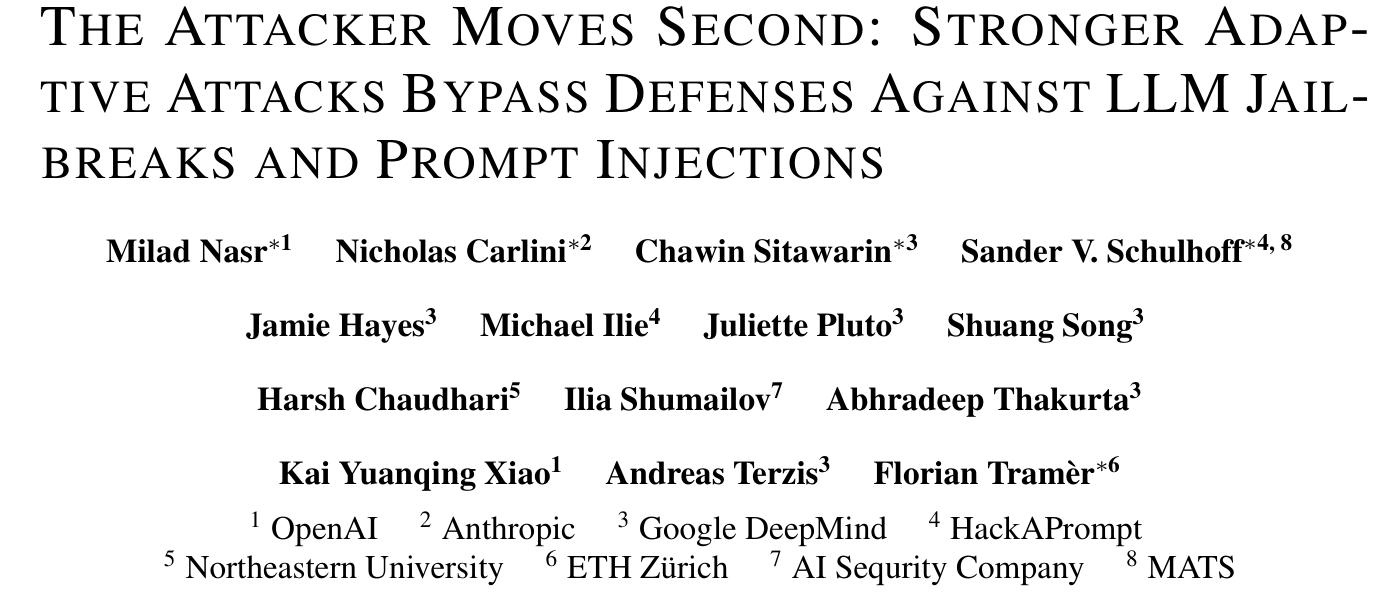 THE ATTACKER MOVES SECOND: STRONGER ADAP-
TIVE ATTACKS BYPASS DEFENSES AGAINST LLM JAIL-
BREAKS AND PROMPT INJECTIONS
Milad Nasr∗1 Nicholas Carlini∗2 Chawin Sitawarin∗3 Sander V. Schulhoff∗4, 8
Jamie Hayes3 Michael Ilie4 Juliette Pluto3 Shuang Song3
Harsh Chaudhari5 Ilia Shumailov7 Abhradeep Thakurta3
Kai Yuanqing Xiao1 Andreas Terzis3 Florian Tramèr∗6
1 OpenAI 2 Anthropic 3 Google DeepMind 4 HackAPrompt
5 Northeastern University 6 ETH Zürich 7 AI Sequrity Company 8 MATS